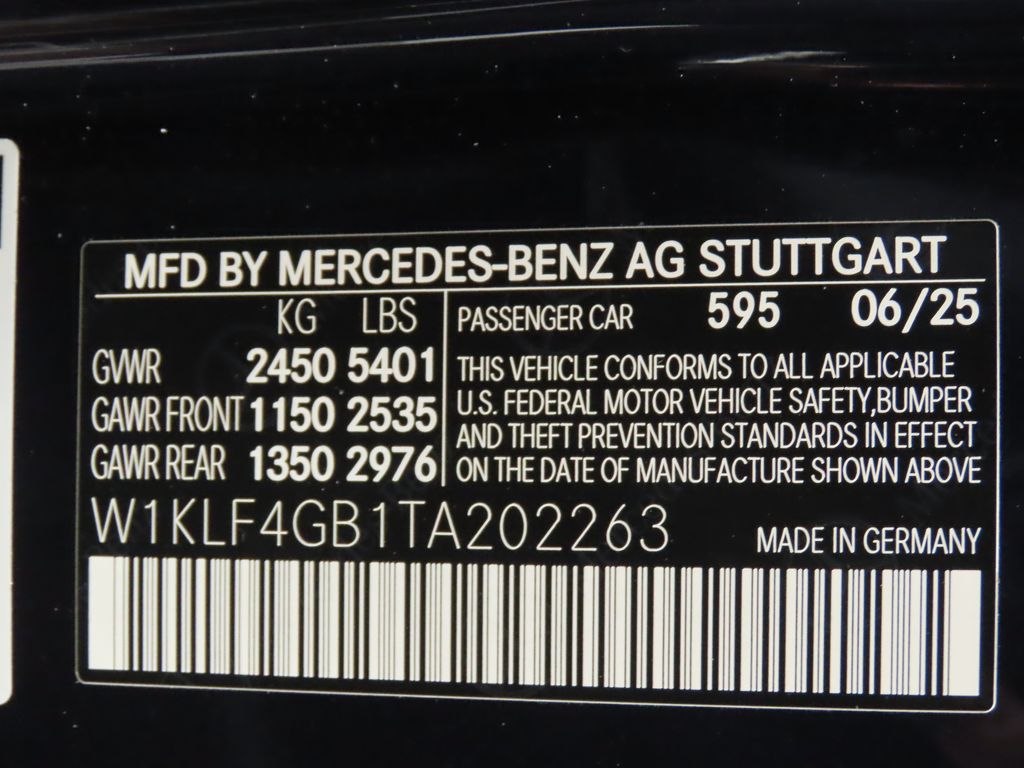 MFD BY MERCEDES-BENZ AG STUTTGART
KG LBS
GVWR 2450 5401
GAWR FRONT 1150 2535
GAWR REAR 1350 2976
PASSENGER CAR 595 06/25
THIS VEHICLE CONFORMS TO ALL APPLICABLE
U.S. FEDERAL MOTOR VEHICLE SAFETY,BUMPER
AND THEFT PREVENTION STANDARDS IN EFFECT
ON THE DATE OF MANUFACTURE SHOWN ABOVE
W1KLF4GB1TA202263
MADE IN GERMANY